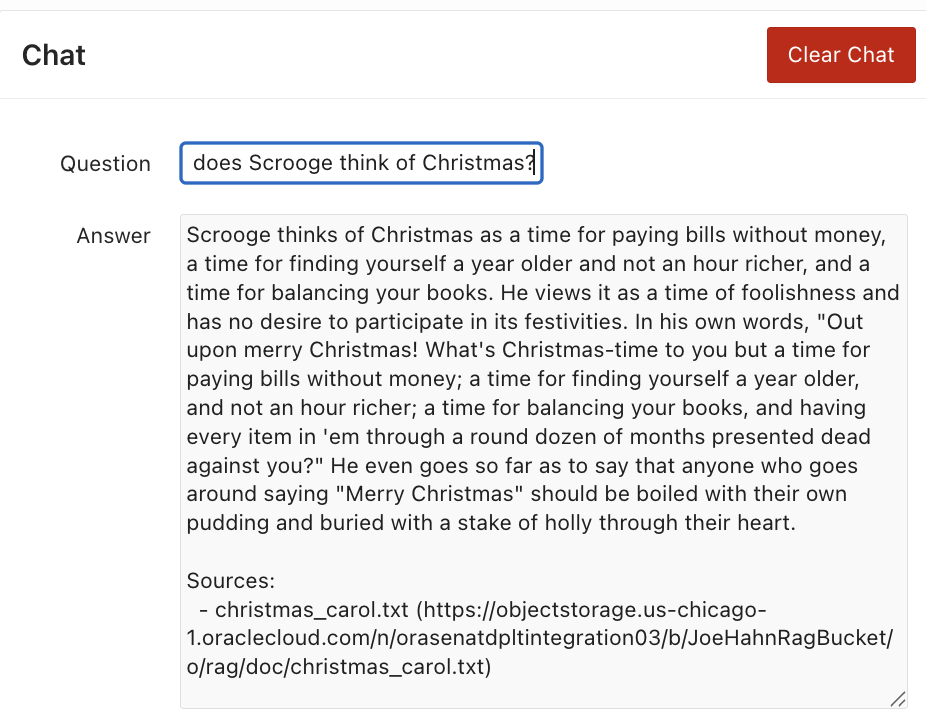 Chat
Clear Chat
Question
does Scrooge think of Christmas?
Answer
Scrooge thinks of Christmas as a time for paying bills without money,
a time for finding yourself a year older and not an hour richer, and a
time for balancing your books. He views it as a time of foolishness and
has no desire to participate in its festivities. In his own words, "Out
upon merry Christmas! What's Christmas-time to you but a time for
paying bills without money; a time for finding yourself a year older,
and not an hour richer; a time for balancing your books, and having
every item in 'em through a round dozen of months presented dead
against you?" He even goes so far as to say that anyone who goes
around saying "Merry Christmas" should be boiled with their own
pudding and buried with a stake of holly through their heart.
Sources:
- christmas_carol.txt (https://objectstorage.us-chicago-
1.oraclecloud.com/n/orasenatdpltintegration03/b/JoeHahnRagBucket/
o/rag/doc/christmas_carol.txt)